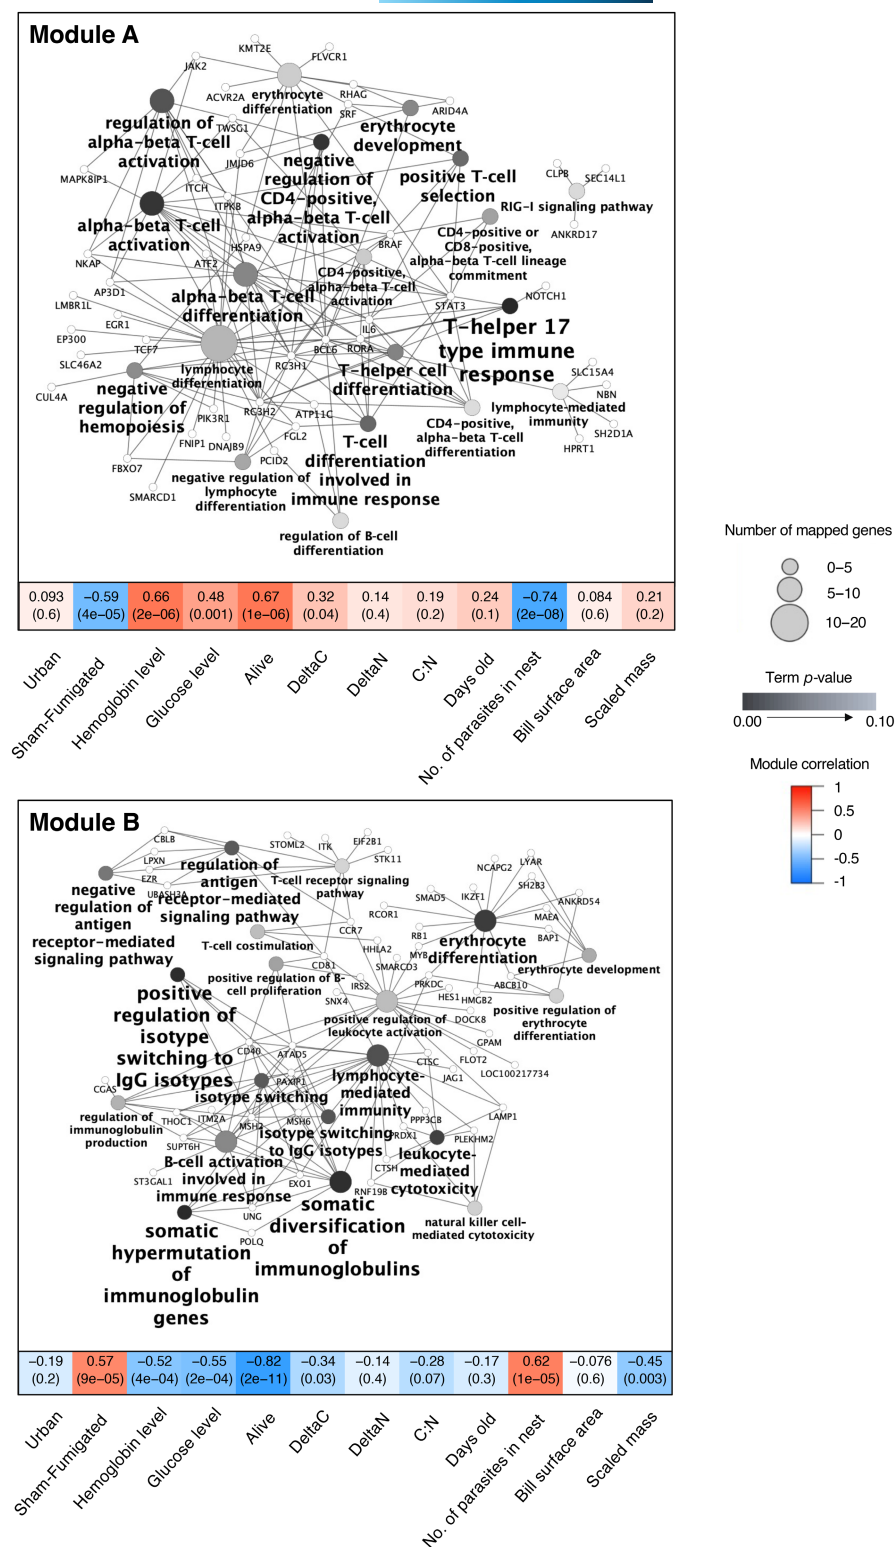 Module A
KMT2E
FLVCR1
JAK2
ACVR2A
RHAG
erythrocyte
differentiation
SRF
ARID4A
regulation of
alpha-beta T-cell
activation
TWSG1
erythrocyte
development
JMJD6
negative
regulation of
CD4-positive,
alpha-beta T-cell
activation
positive T-cell
selection
CLPB
SEC14L1
MAPK8IP1
ITCH
ITPKB
RIG-I signaling pathway
ANKRD17
alpha-beta T-cell
activation
CD4-positive or
CD8-positive,
alpha-beta T-cell lineage
commitment
HSPA9
BRAF
NKAP
ATF2
CD4-positive,
alpha-beta T-cell
activation
AP3D1
alpha-beta T-cell
differentiation
NOTCH1
STAT3
LMBR1L
EGR1
IL6
T-helper 17
type immune
response
EP300
TCF7
BCL6
RORA
SLC46A2
lymphocyte
differentiation
RC3H1
T-helper cell
differentiation
SLC15A4
CUL4A
negative
regulation of
hemopoiesis
NBN
PIK3R1
RC3H2
ATP11C
lymphocyte-mediated
immunity
CD4-positive,
alpha-beta T-cell
differentiation
SH2D1A
HPRT1
FNIP1
DNAJB9
FGL2
T-cell
differentiation
involved in
immune response
FBXO7
PCID2
negative regulation of
lymphocyte
differentiation
SMARCD1
regulation of B-cell
differentiation
0.093 −0.59 0.66 0.48 0.67 0.32 0.14 0.19 0.24 −0.74 0.084 0.21
(0.6) (4e−05) (2e−06) (0.001) (1e−06) (0.04) (0.4) (0.2) (0.1) (2e−08) (0.6) (0.2)
Urban
Sham-Fumigated
Hemoglobin level
Glucose level
Alive
DeltaC
DeltaN
C:N
Days old
No. of parasites in nest
Bill surface area
Scaled mass
Number of mapped genes
0−5
5−10
10−20
Term p-value
0.00
0.10
Module correlation
1
0.5
0
-0.5
-1
Module B
CBLB
STOML2
ITK
EIF2B1
LPXN
STK11
EZR
regulation of
antigen
receptor-mediated
signaling pathway
UBASH3A
T-cell receptor signaling
pathway
NCAPG2
LYAR
SH2B3
negative
regulation of
antigen
receptor-mediated
signaling pathway
SMAD5
IKZF1
ANKRD54
RCOR1
MAEA
CCR7
RB1
BAP1
T-cell costimulation
HHLA2
MYB
erythrocyte
differentiation
CD81
SMARCD3
erythrocyte development
positive regulation of B-
cell proliferation
IRS2
PRKDC
ABCB10
SNX4
HES1
HMGB2
positive
regulation of
isotype
switching to
IgG isotypes
positive regulation of
leukocyte activation
DOCK8
positive regulation of
erythrocyte
differentiation
GPAM
CD40
ATAD5
CTSC
FLOT2
JAG1
LOC100217734
CGAS
PAXIP1
lymphocyte-
mediated
immunity
isotype switching
regulation of
immunoglobulin
production
THOC1
ITM2A
MSH2
MSH6
PPP3CB
LAMP1
isotype switching
to IgG isotypes
PRDX1
PLEKHM2
SUPT6H
B-cell activation
involved in
immune response
leukocyte-
mediated
cytotoxicity
CTSH
ST3GAL1
EXO1
RNF19B
somatic
diversification
of
immunoglobulins
UNG
natural killer cell-
mediated cytotoxicity
POLQ
somatic
hypermutation
of
immunoglobulin
genes
−0.19 0.57 −0.52 −0.55 −0.82 −0.34 −0.14 −0.28 −0.17 0.62 −0.076 −0.45
(0.2) (9e−05) (4e−04) (2e−04) (2e−11) (0.03) (0.4) (0.07) (0.3) (1e−05) (0.6) (0.003)
Urban
Sham-Fumigated
Hemoglobin level
Glucose level
Alive
DeltaC
DeltaN
C:N
Days old
No. of parasites in nest
Bill surface area
Scaled mass